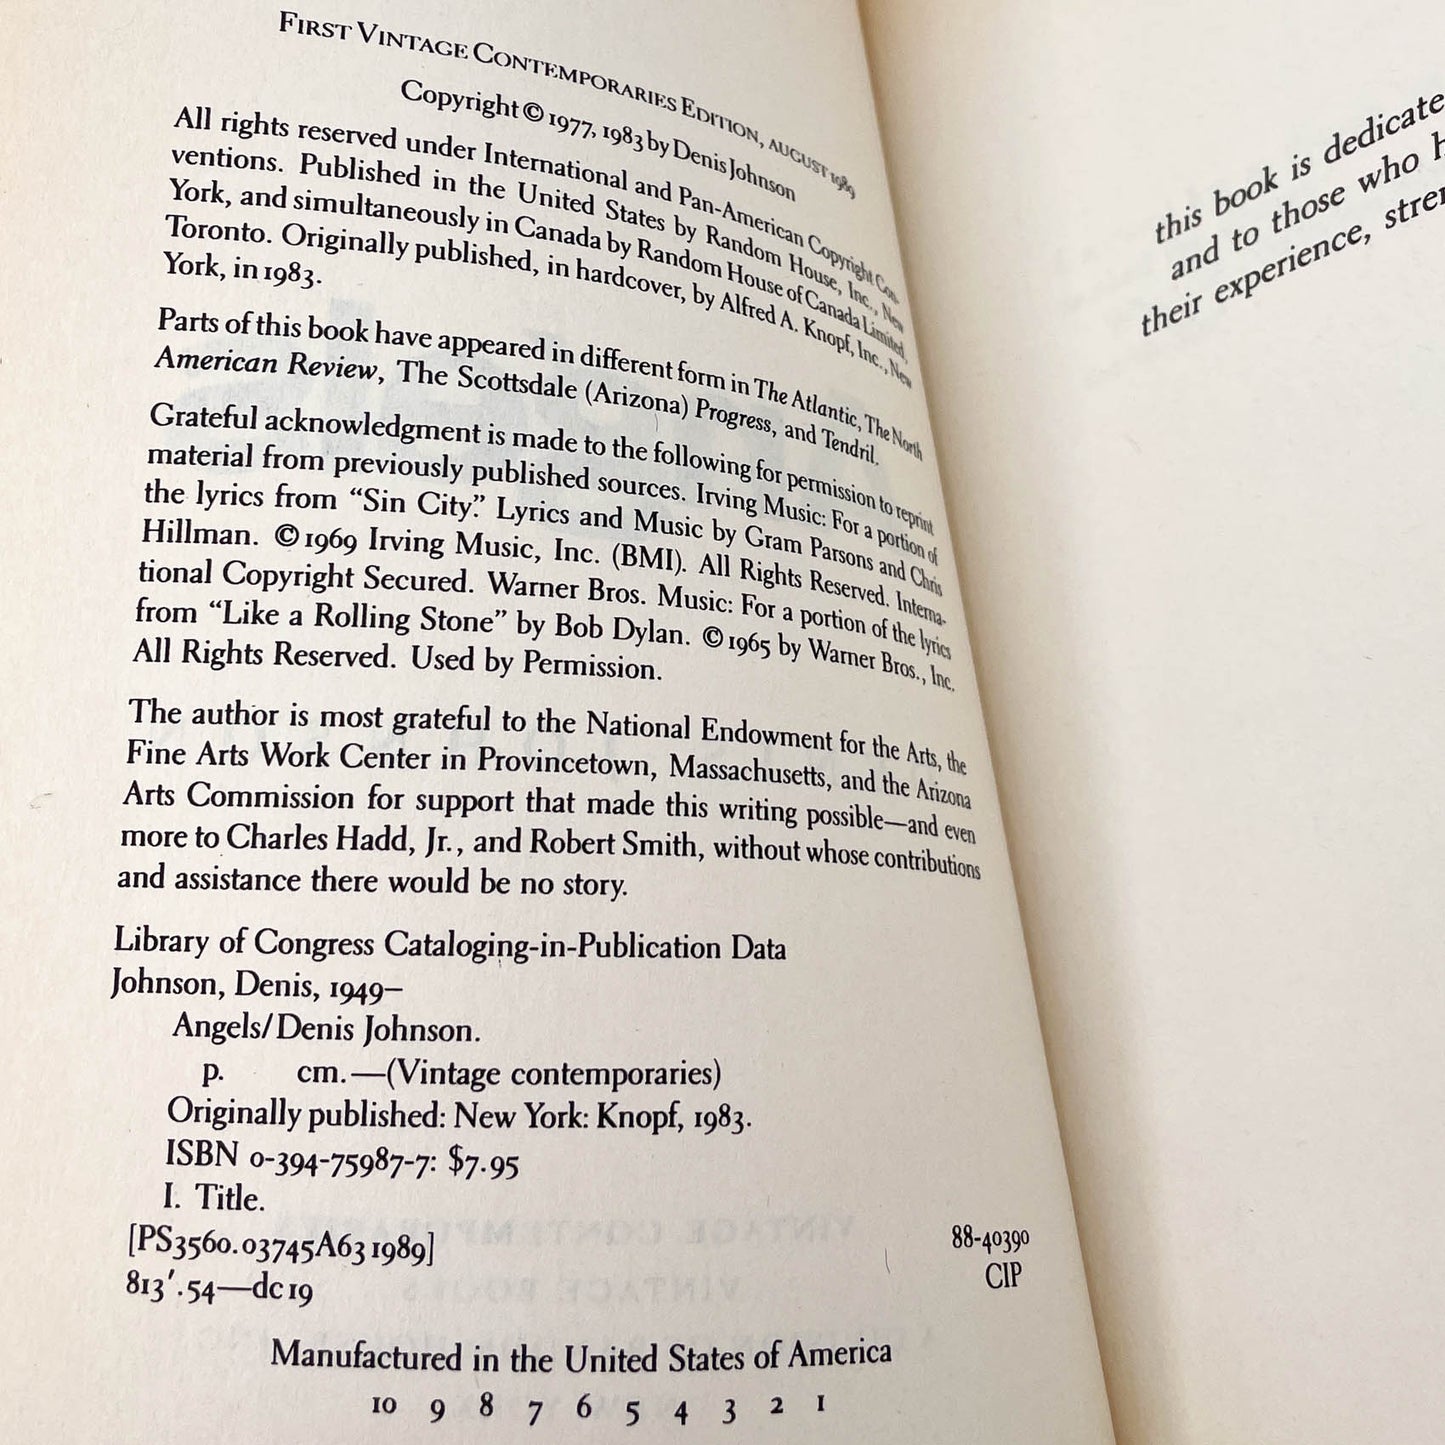 FIRST VINTAGE CONTEMPORARIES EDITION, AUGUST 1989
Copyright © 1977, 1983 by Denis Johnson
All rights reserved under International and Pan-American Copyright Con-
ventions. Published in the United States by Random House, Inc., New
York, and simultaneously in Canada by Random House of Canada Limited,
Toronto. Originally published, in hardcover, by Alfred A. Knopf, Inc., New
York, in 1983.
Parts of this book have appeared in different form in The Atlantic, The North
American Review, The Scottsdale (Arizona) Progress, and Tendril.
Grateful acknowledgment is made to the following for permission to reprint
material from previously published sources. Irving Music: For a portion of
the lyrics from “Sin City.” Lyrics and Music by Gram Parsons and Chris
Hillman. © 1969 Irving Music, Inc. (BMI). All Rights Reserved. Interna-
tional Copyright Secured. Warner Bros. Music: For a portion of the lyrics
from “Like a Rolling Stone” by Bob Dylan. © 1965 by Warner Bros., Inc.
All Rights Reserved. Used by Permission.
The author is most grateful to the National Endowment for the Arts, the
Fine Arts Work Center in Provincetown, Massachusetts, and the Arizona
Arts Commission for support that made this writing possible—and even
more to Charles Hadd, Jr., and Robert Smith, without whose contributions
and assistance there would be no story.
Library of Congress Cataloging-in-Publication Data
Johnson, Denis, 1949–
Angels/Denis Johnson.
p. cm.—(Vintage contemporaries)
Originally published: New York: Knopf, 1983.
ISBN 0-394-75987-7: $7.95
I. Title.
[PS3560.03745A63 1989]
813'.54—dc19
88-40390
CIP
Manufactured in the United States of America
10 9 8 7 6 5 4 3 2 1
this book is dedicate
and to those who h
their experience, stre